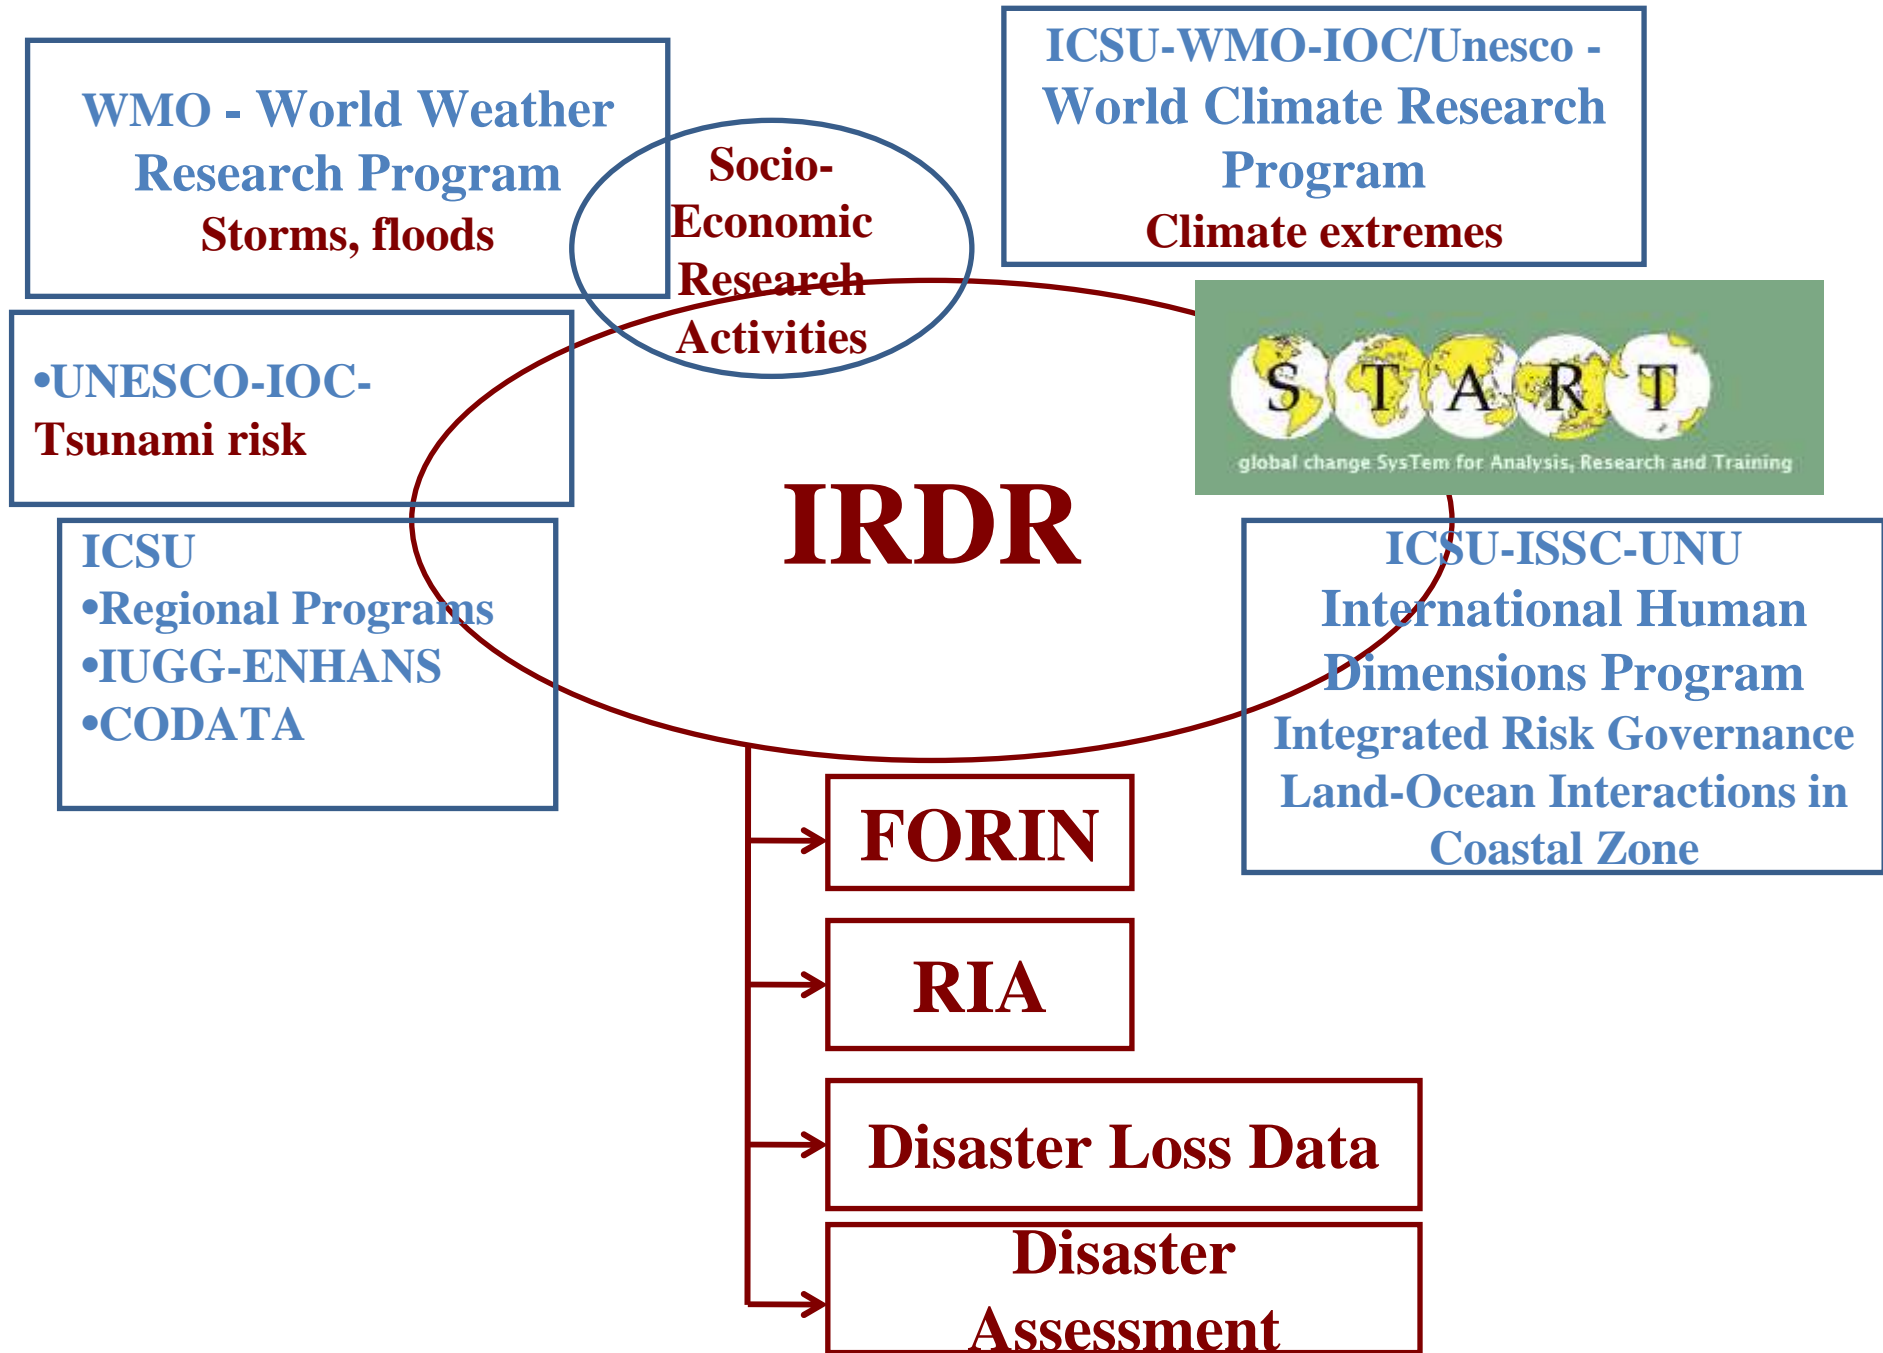 WMO - World Weather
Research Program
Storms, floods
Socio-
Economic
Research
Activities
ICSU-WMO-IOC/Unesco -
World Climate Research
Program
Climate extremes
•UNESCO-IOC-
Tsunami risk
S T A R T
global change SysTem for Analysis, Research and Training
IRDR
ICSU
•Regional Programs
•IUGG-ENHANS
•CODATA
ICSU-ISSC-UNU
International Human
Dimensions Program
Integrated Risk Governance
Land-Ocean Interactions in
Coastal Zone
FORIN
RIA
Disaster Loss Data
Disaster
Assessment